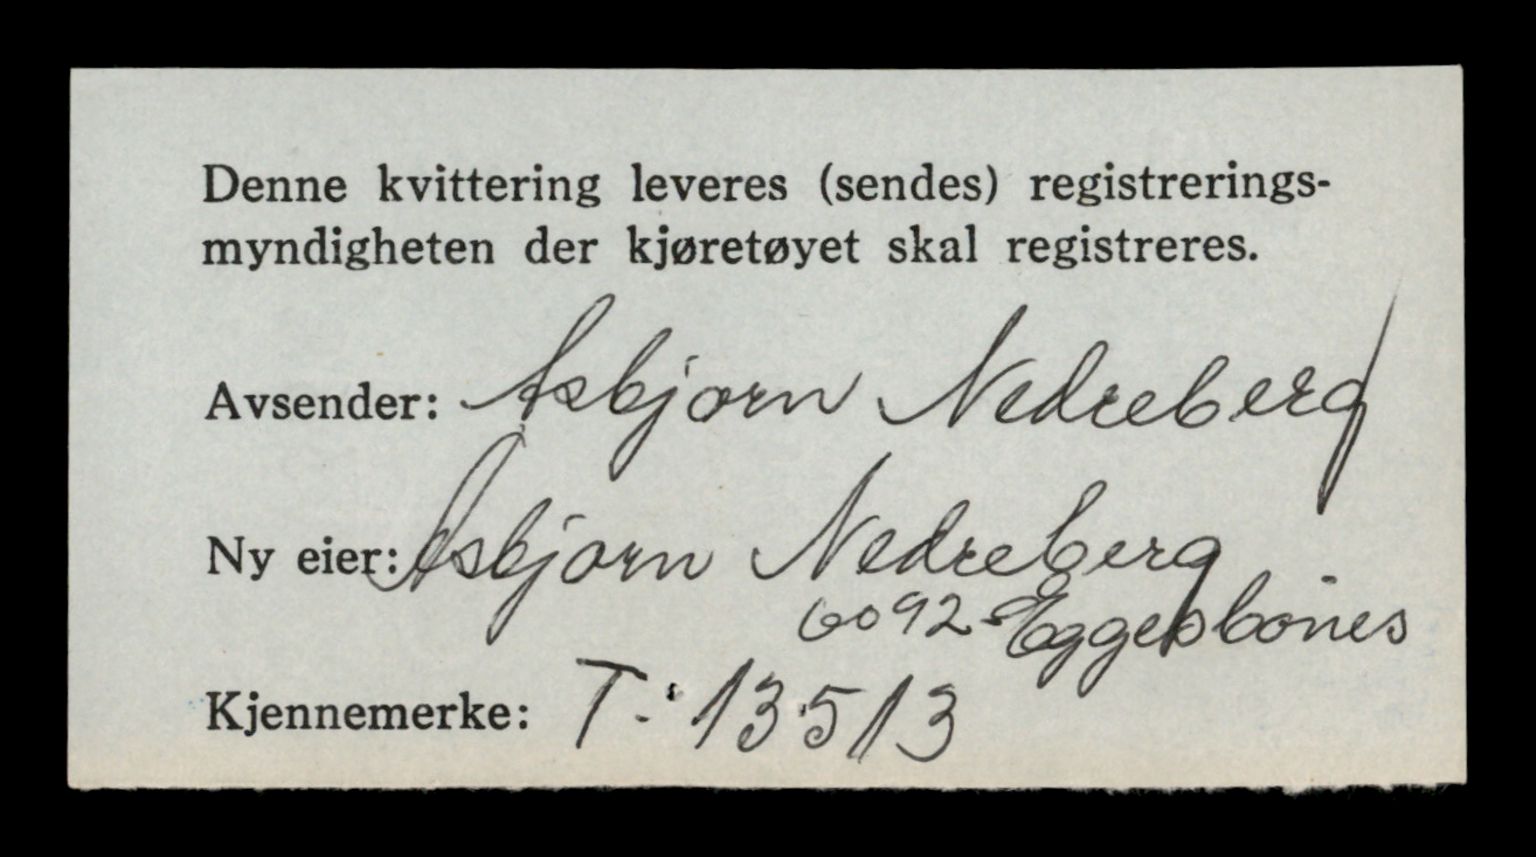 Denne kvittering leveres (sendes) registrerings-
myndigheten der kjøretøyet skal registreres.
Avsender: Asbjørn Nedreberg
Ny eier: Asbjørn Nedreberg
6092 Eggesbønes
Kjennemerke: T.-13513